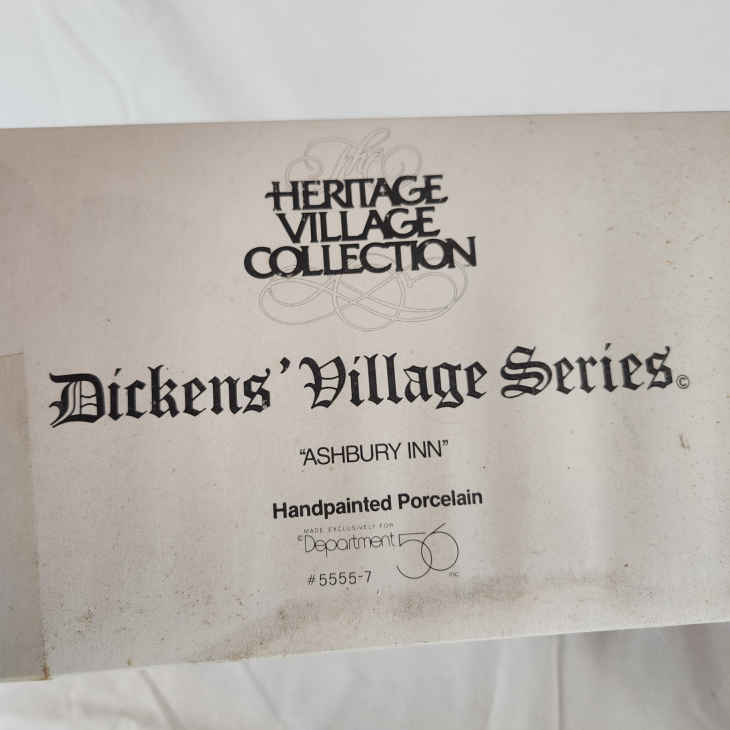 The
HERITAGE
VILLAGE
COLLECTION
Dickens' Village Series©
"ASHBURY INN"
Handpainted Porcelain
MADE EXCLUSIVELY FOR
©Department 56
INC.
#5555-7